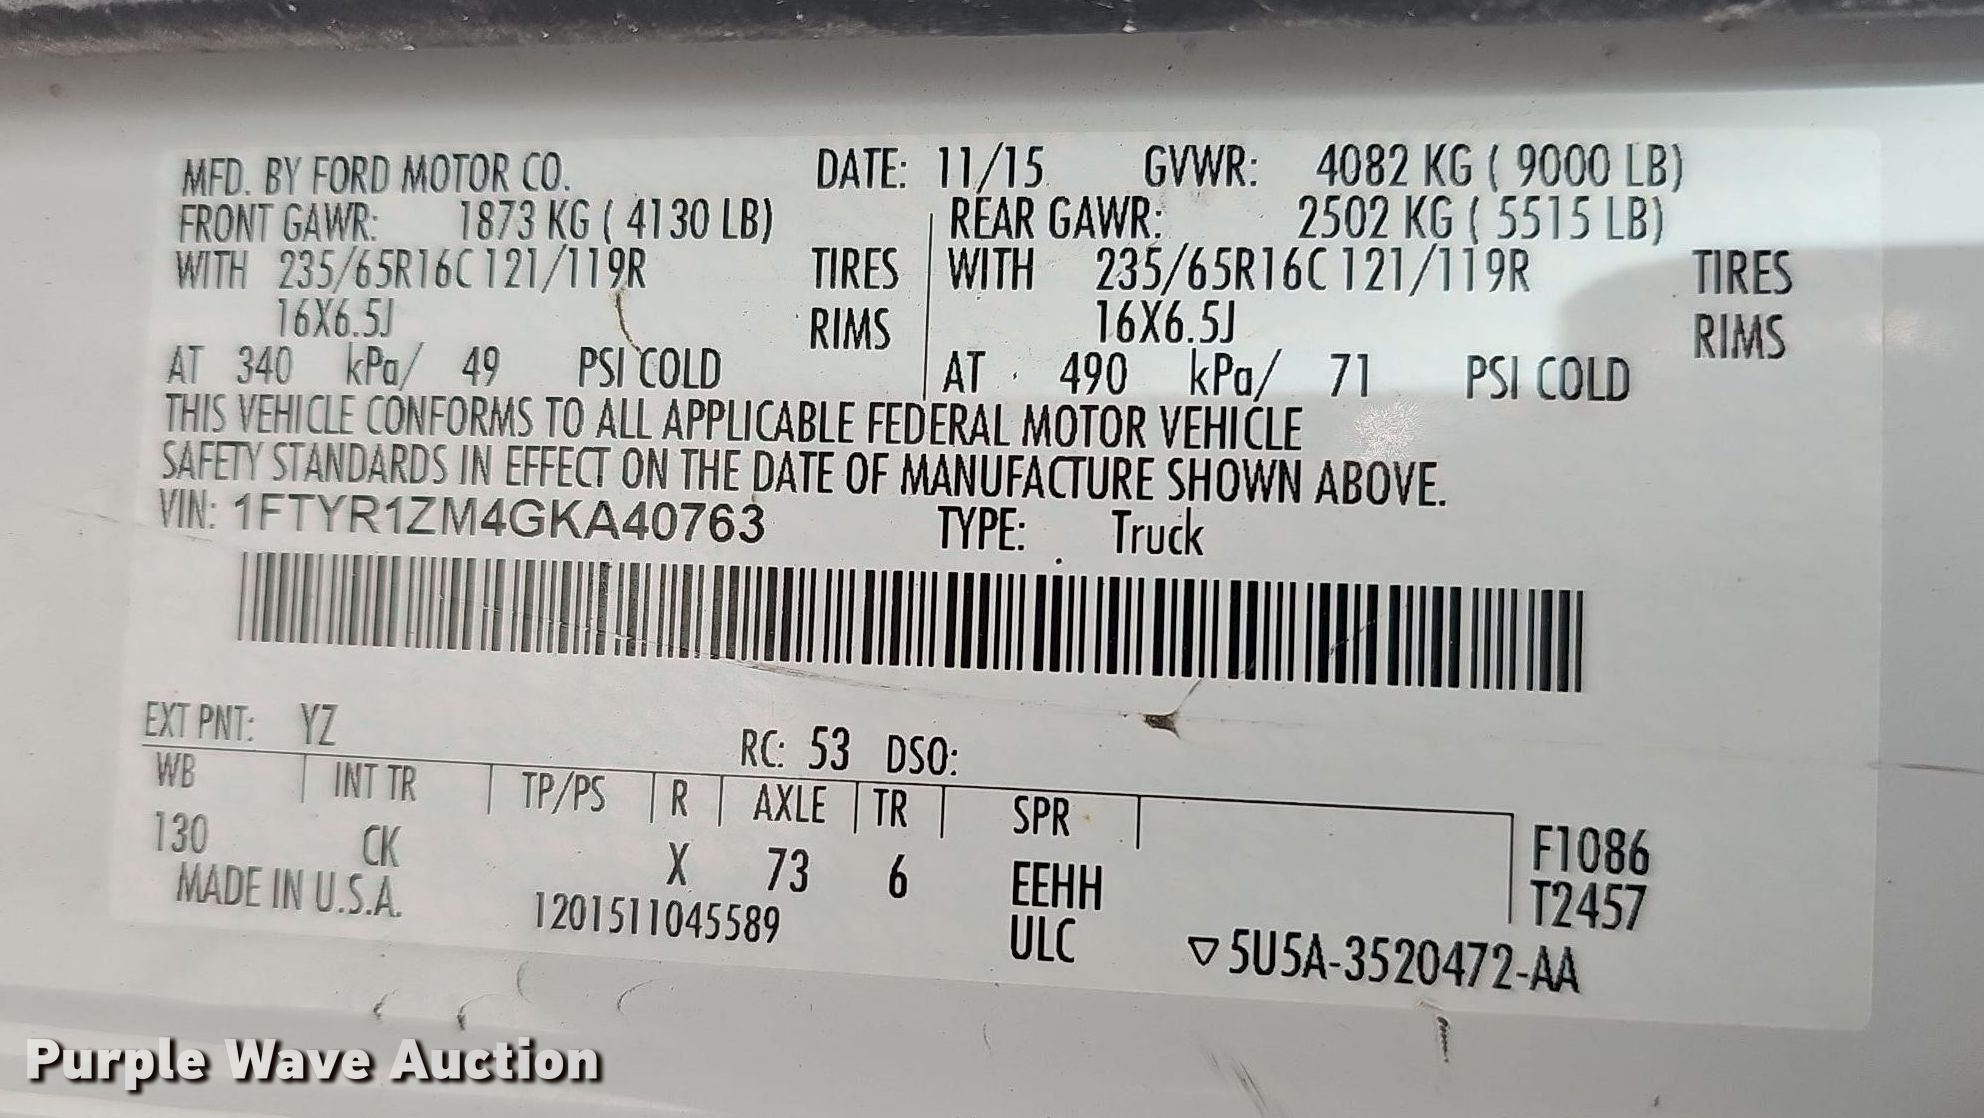 MFD. BY FORD MOTOR CO. DATE: 11/15 GVWR: 4082 KG ( 9000 LB)
FRONT GAWR: 1873 KG ( 4130 LB) REAR GAWR: 2502 KG ( 5515 LB)
WITH 235/65R16C 121/119R TIRES WITH 235/65R16C 121/119R TIRES
16X6.5J RIMS 16X6.5J RIMS
AT 340 kPa/ 49 PSI COLD AT 490 kPa/ 71 PSI COLD
THIS VEHICLE CONFORMS TO ALL APPLICABLE FEDERAL MOTOR VEHICLE
SAFETY STANDARDS IN EFFECT ON THE DATE OF MANUFACTURE SHOWN ABOVE.
VIN: 1FTYR1ZM4GKA40763 TYPE: Truck
EXT PNT: YZ RC: 53 DSO:
WB INT TR TP/PS R AXLE TR SPR
130 CK X 73 6 EEHH F1086
MADE IN U.S.A. 1201511045589 ULC T2457
▽5U5A-3520472-AA
Purple Wave Auction